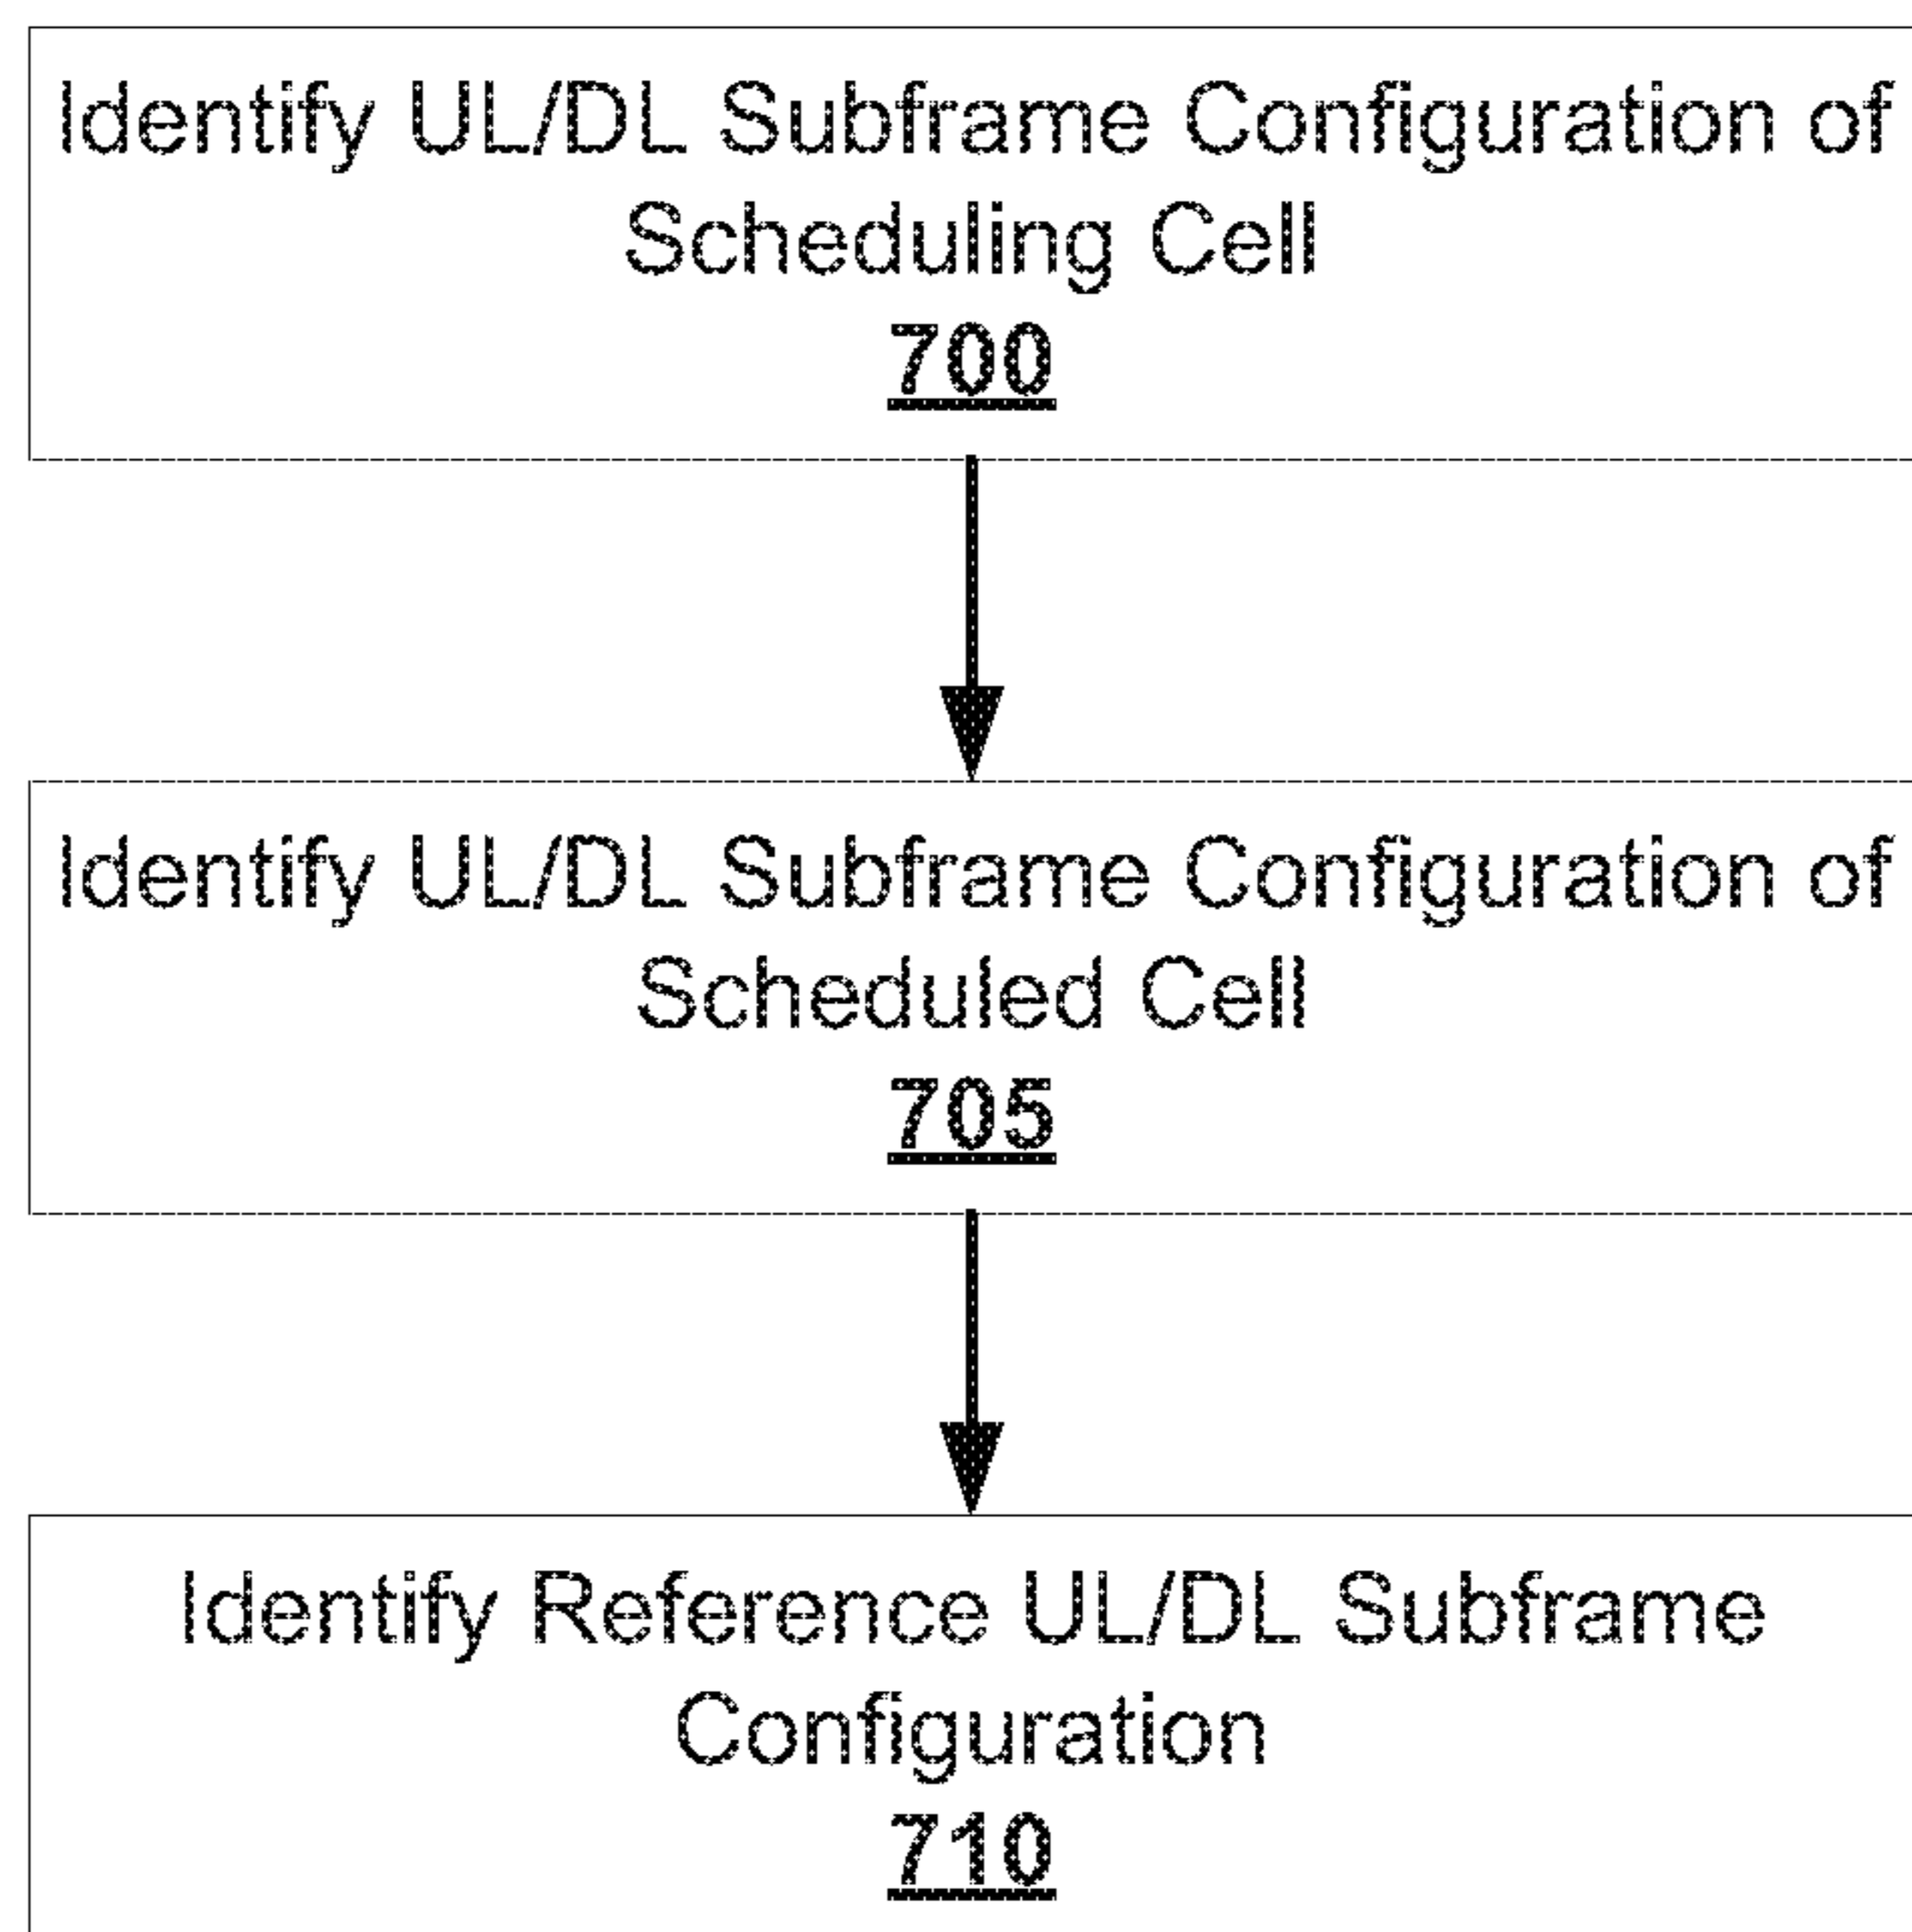 Identify UL/DL Subframe Configuration of
Scheduling Cell
700
Identify UL/DL Subframe Configuration of
Scheduled Cell
705
Identify Reference UL/DL Subframe
Configuration
710